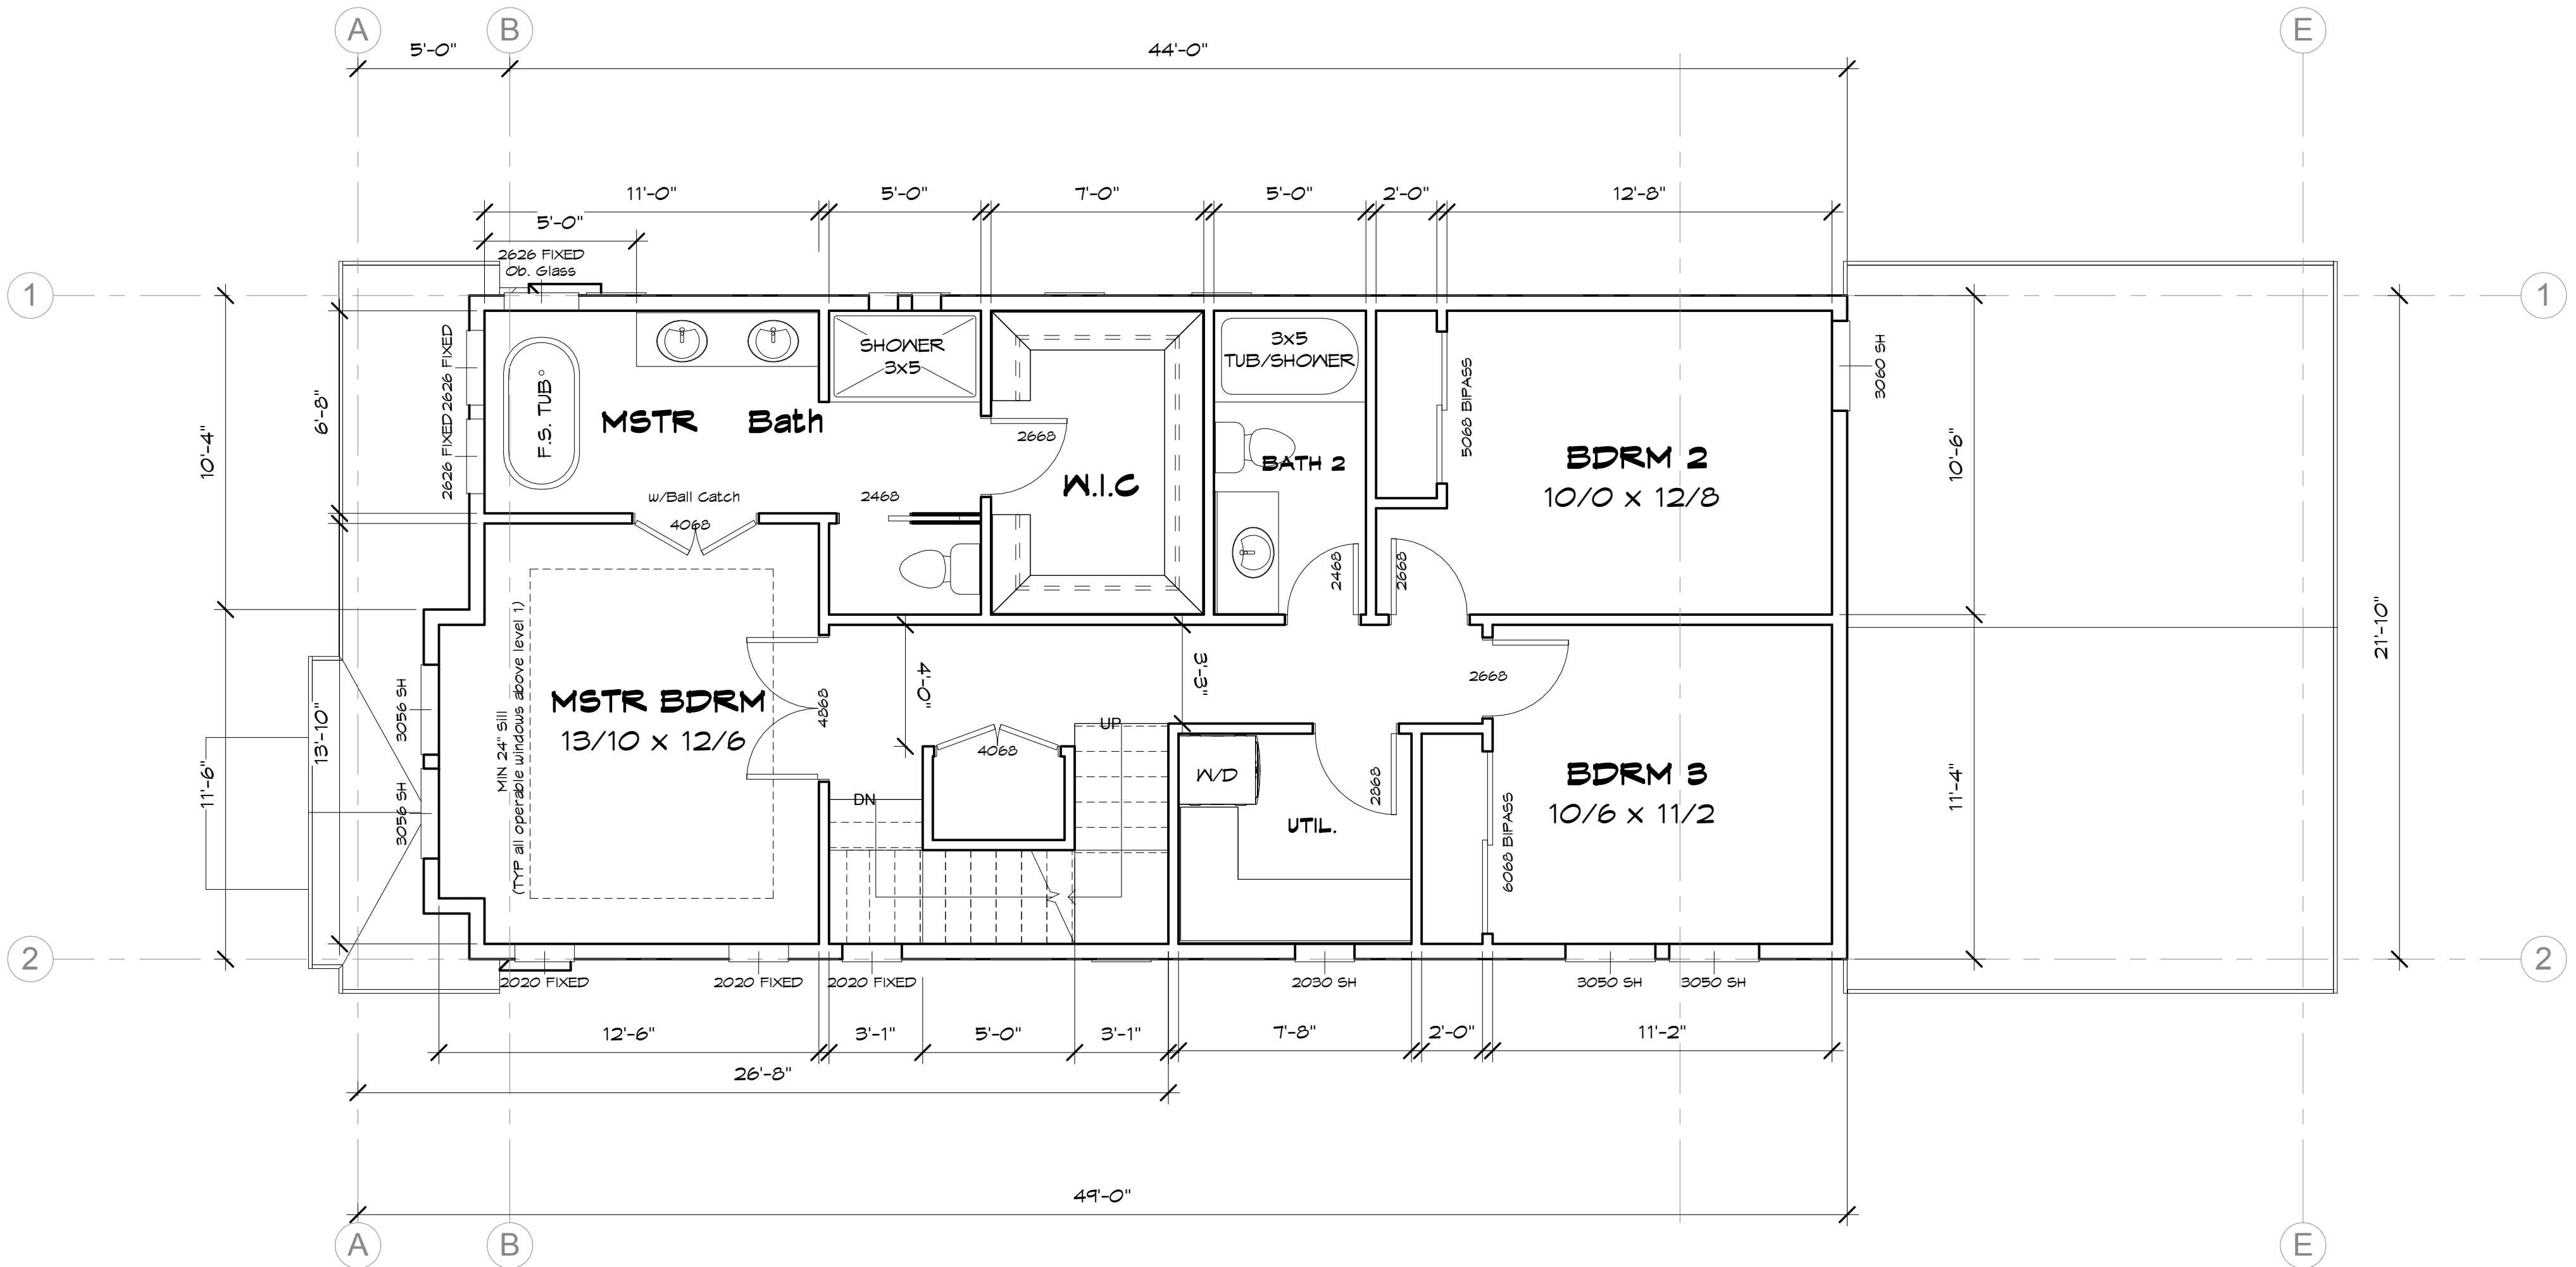 A
B
E
5'-0"
44'-0"
11'-0"
5'-0"
7'-0"
5'-0"
2'-0"
12'-8"
5'-0"
2626 FIXED
Ob. Glass
1
1
2626 FIXED
2626 FIXED
6'-8"
10'-4"
F.S. TUB
MSTR Bath
SHOWER
3x5
3x5
TUB/SHOWER
5068 BIPASS
3060 SH
2668
W.I.C
BATH 2
BDRM 2
10/0 x 12/8
10'-6"
w/Ball Catch
4068
2468
2468
2668
21'-10"
MIN 24" Sill
(TYP all operable windows above level 1)
3056 SH
3056 SH
13'-10"
11'-6"
MSTR BDRM
13/10 x 12/6
4868
4'-0"
3'-3"
2668
UP
4068
DN
W/D
2868
UTIL.
6068 BIPASS
BDRM 3
10/6 x 11/2
11'-4"
2
2
2020 FIXED
2020 FIXED
2020 FIXED
2030 SH
3050 SH
3050 SH
12'-6"
3'-1"
5'-0"
3'-1"
7'-8"
2'-0"
11'-2"
26'-8"
49'-0"
A
B
E